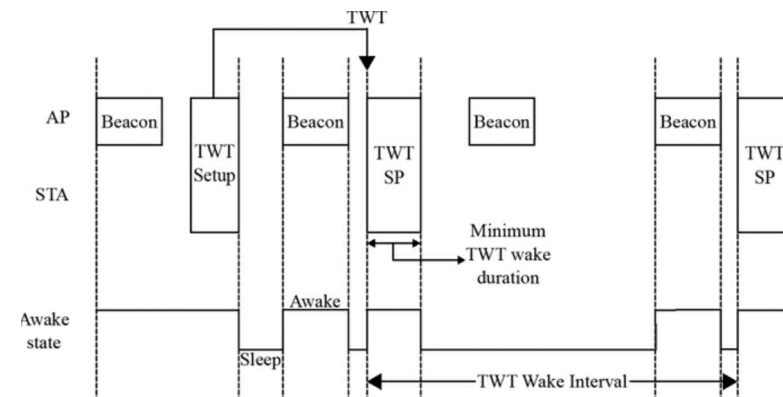 TWT
AP
Beacon
TWT
Setup
Beacon
TWT
SP
Beacon
Beacon
TWT
SP
STA
Minimum
TWT wake
duration
Awake
state
Awake
Sleep
TWT Wake Interval